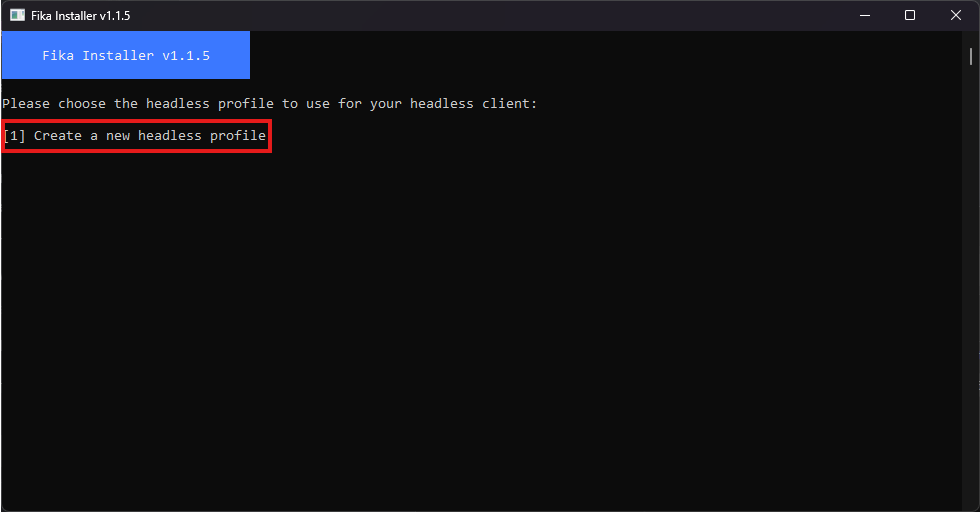 Fika Installer v1.1.5
Fika Installer v1.1.5
Please choose the headless profile to use for your headless client:
[1] Create a new headless profile